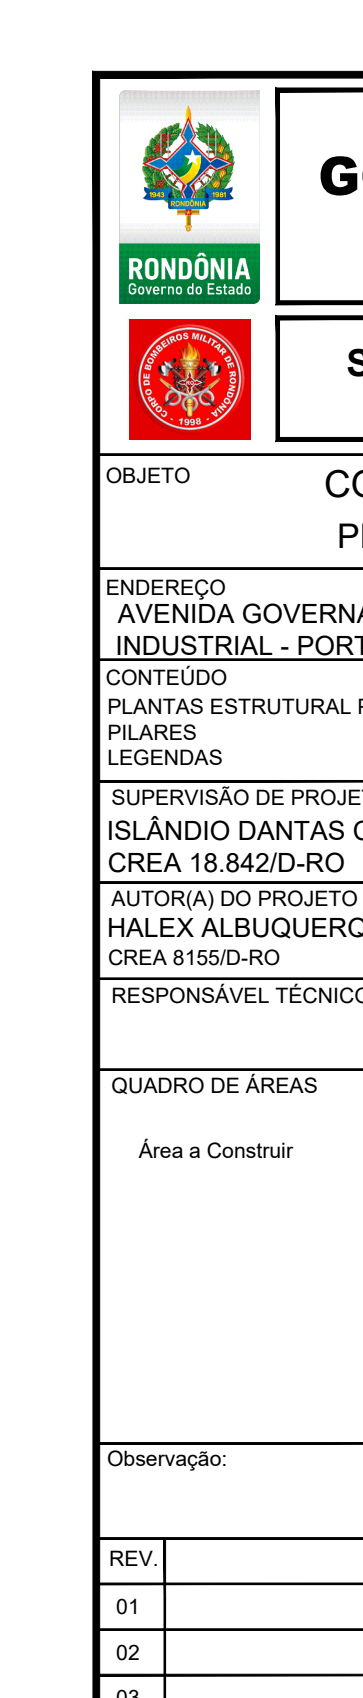 1943 RONDÔNIA 1981
RONDÔNIA
Governo do Estado
G
CORPO DE BOMBEIROS MILITAR DE RONDÔNIA
- 1998 -
S
OBJETO
CO
ENDEREÇO
AVENIDA GOVERNA
INDUSTRIAL - PORT
CONTEÚDO
PLANTAS ESTRUTURAL
PILARES
LEGENDAS
SUPERVISÃO DE PROJET
ISLÂNDIO DANTAS
CREA 18.842/D-RO
AUTOR(A) DO PROJETO
HALEX ALBUQUERQ
CREA 8155/D-RO
RESPONSÁVEL TÉCNICO
QUADRO DE ÁREAS
Área a Construir
Observação:
REV.
01
02
03